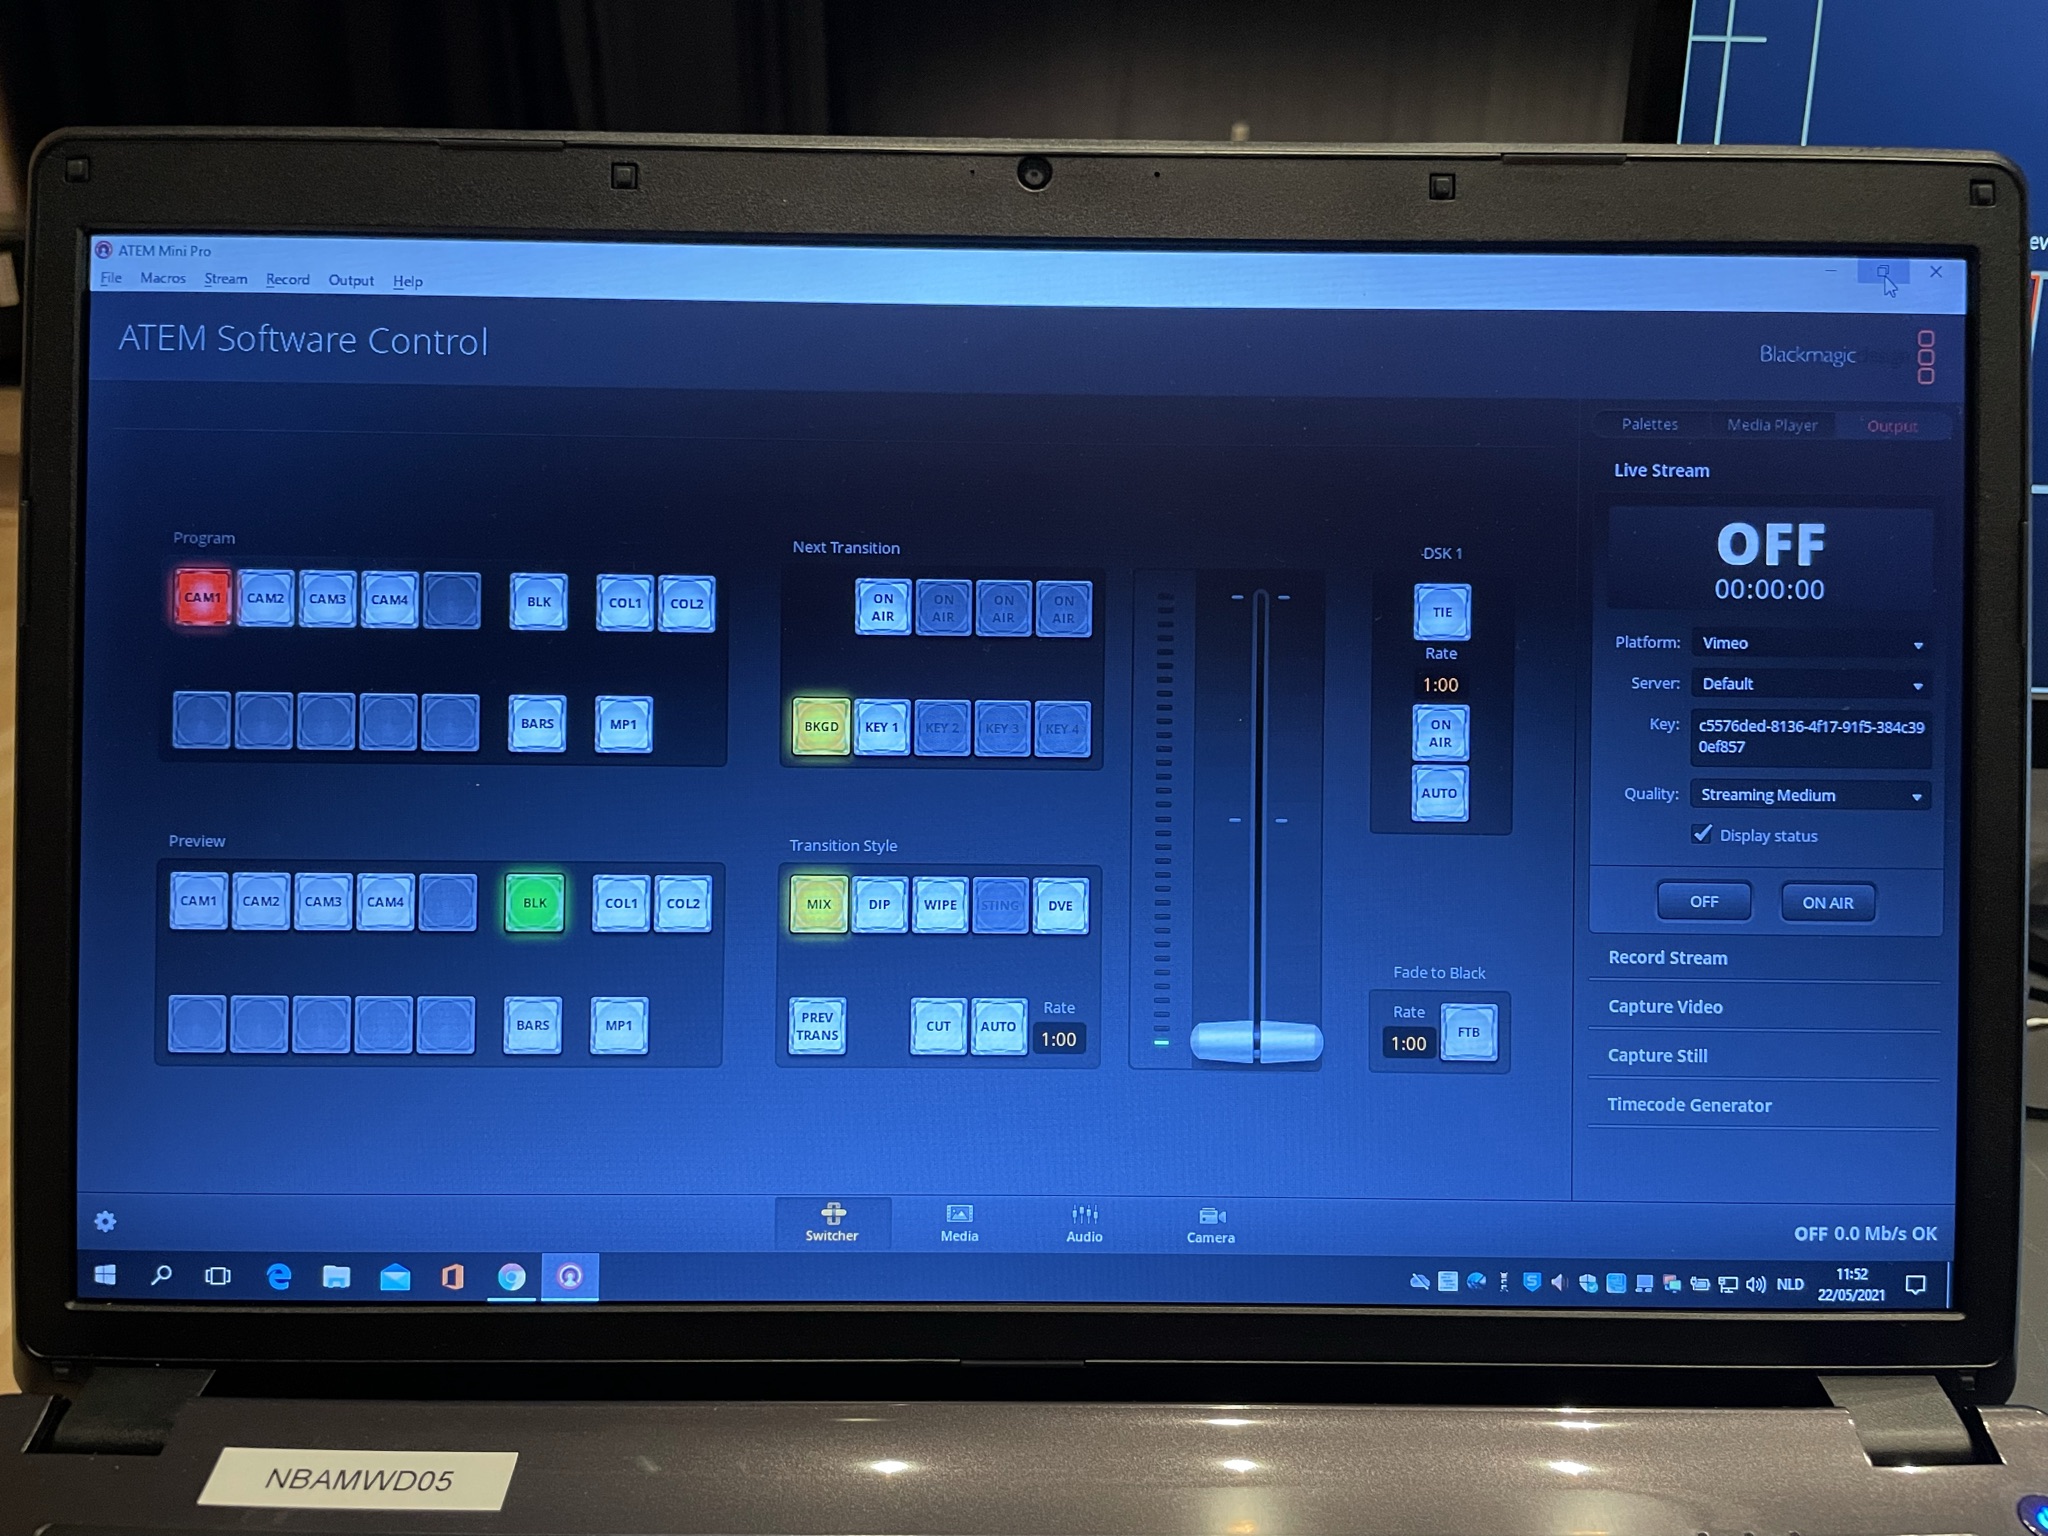 ATEM Mini Pro
File Macros Stream Record Output Help
ATEM Software Control
Blackmagicdesign
Palettes Media Player Output
Live Stream
OFF
00:00:00
Platform: Vimeo
Server: Default
Key: c5576ded-8136-4f17-91f5-384c39
0ef857
Quality: Streaming Medium
Display status
OFF ON AIR
Record Stream
Capture Video
Capture Still
Timecode Generator
Program
CAM1 CAM2 CAM3 CAM4 BLK COL1 COL2
BARS MP1
Next Transition
ON AIR ON AIR ON AIR ON AIR
BKGD KEY 1 KEY 2 KEY 3 KEY 4
DSK 1
TIE
Rate
1:00
ON AIR
AUTO
Preview
CAM1 CAM2 CAM3 CAM4 BLK COL1 COL2
BARS MP1
Transition Style
MIX DIP WIPE STING DVE
PREV TRANS CUT AUTO Rate
1:00
Fade to Black
Rate
1:00 FTB
Switcher Media Audio Camera
OFF 0.0 Mb/s OK
NLD
11:52
22/05/2021
NBAMWD05